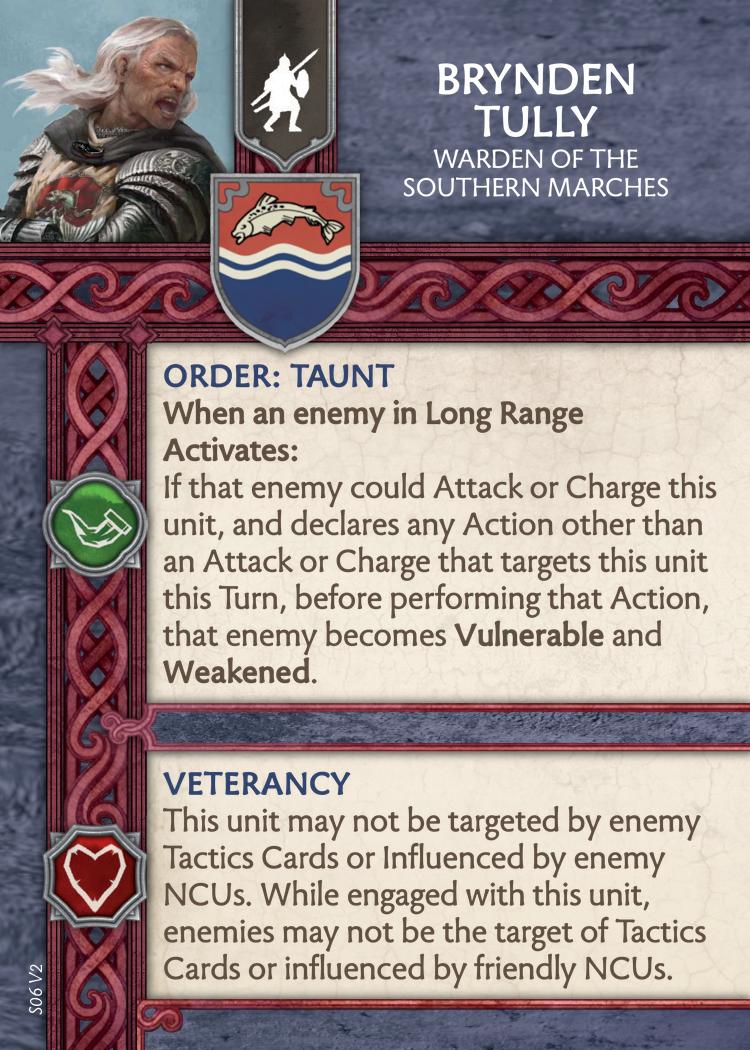 BRYNDEN
TULLY
WARDEN OF THE
SOUTHERN MARCHES
ORDER: TAUNT
When an enemy in Long Range
Activates:
If that enemy could Attack or Charge this
unit, and declares any Action other than
an Attack or Charge that targets this unit
this Turn, before performing that Action,
that enemy becomes Vulnerable and
Weakened.
VETERANCY
This unit may not be targeted by enemy
Tactics Cards or Influenced by enemy
NCUs. While engaged with this unit,
enemies may not be the target of Tactics
Cards or influenced by friendly NCUs.
S06 V2